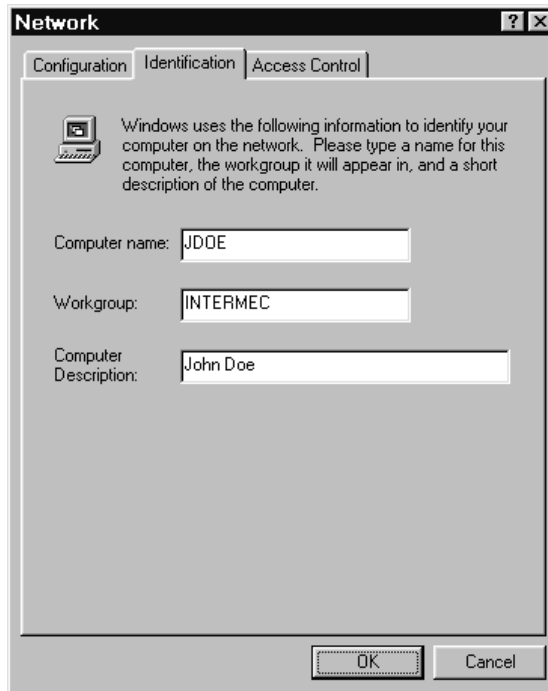 Network
Configuration Identification Access Control
Windows uses the following information to identify your
computer on the network. Please type a name for this
computer, the workgroup it will appear in, and a short
description of the computer.
Computer name: JDOE
Workgroup: INTERMEC
Computer
Description: John Doe
OK Cancel